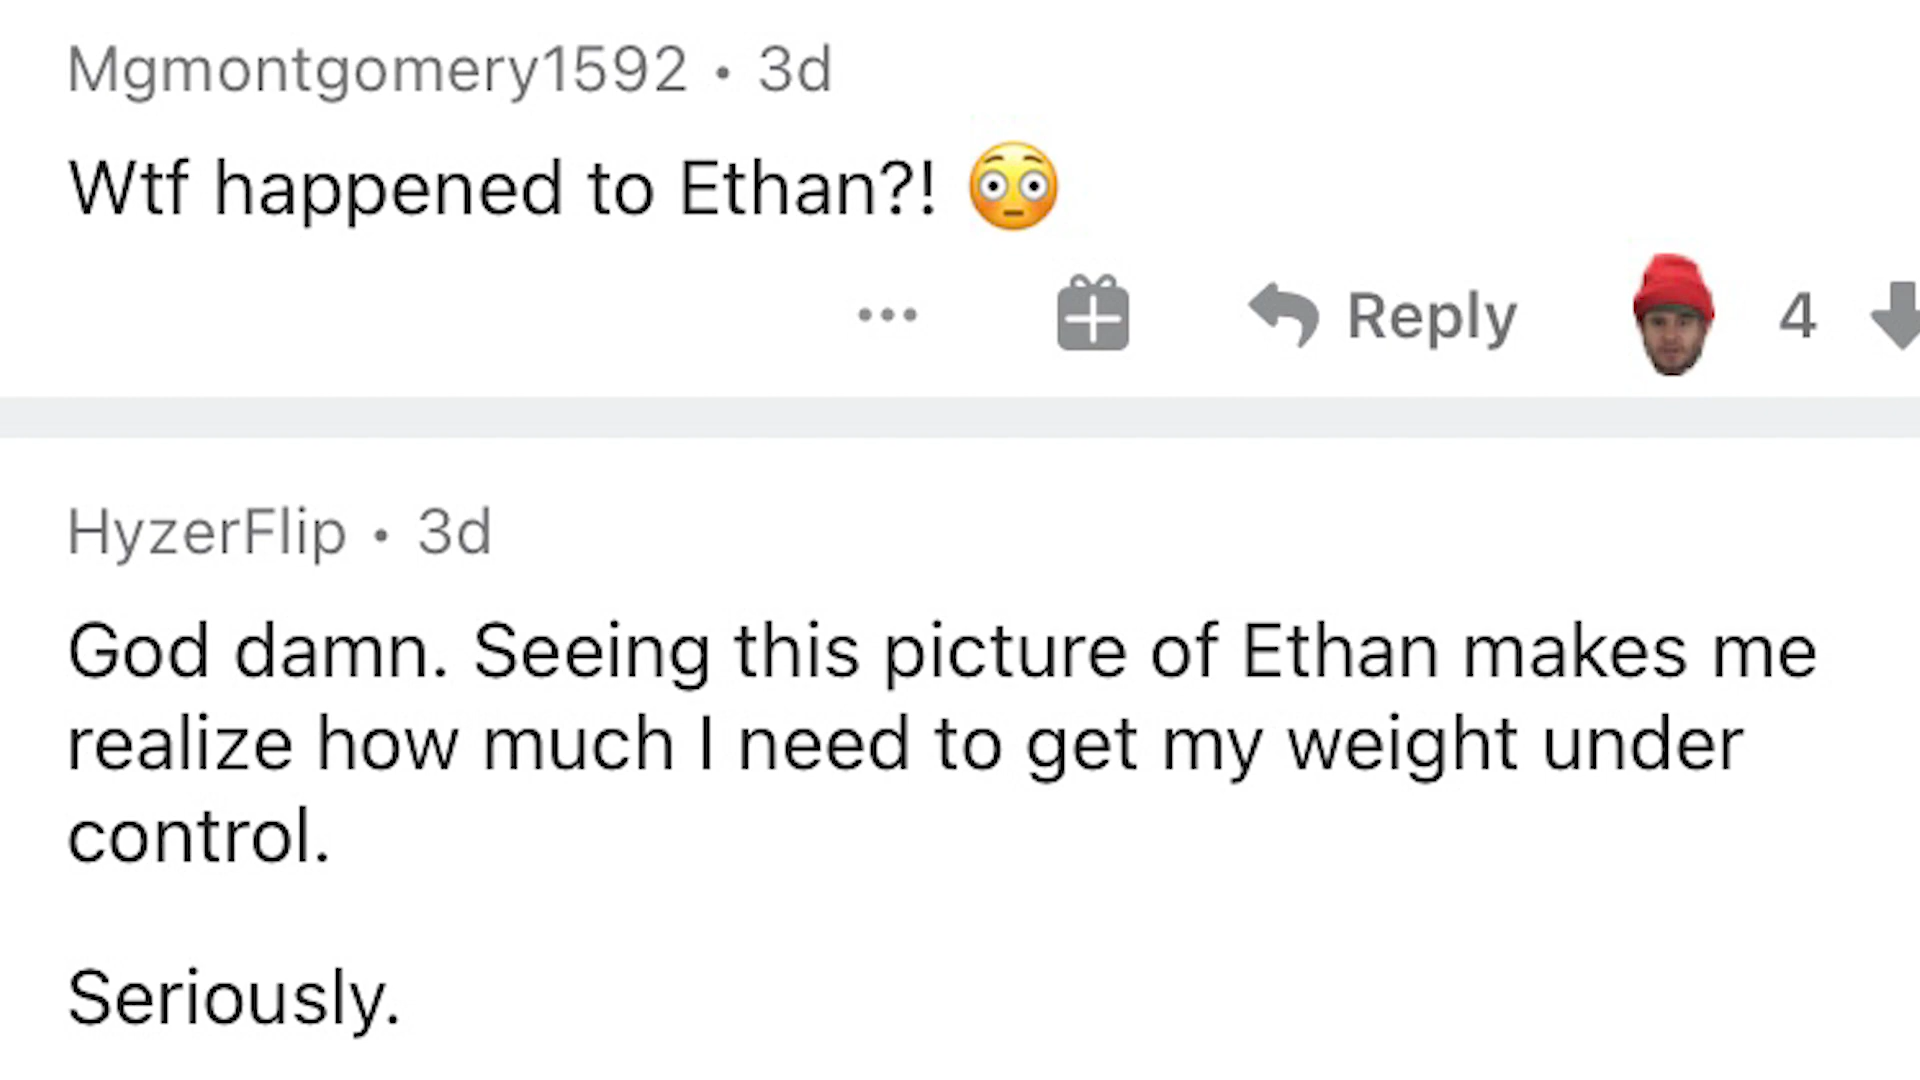 Mgmontgomery1592 • 3d
Wtf happened to Ethan?! 😳
Reply 4
HyzerFlip • 3d
God damn. Seeing this picture of Ethan makes me
realize how much I need to get my weight under
control.
Seriously.